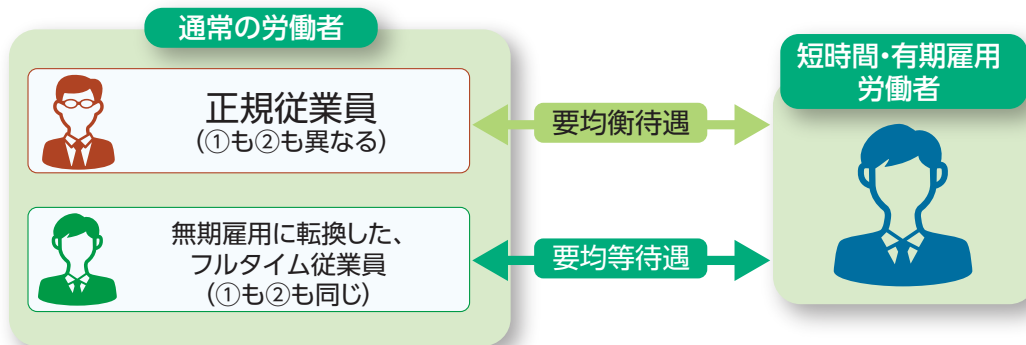 通常の労働者
正規従業員
(①も②も異なる)
要均衡待遇
短時間・有期雇用
労働者
無期雇用に転換した、
フルタイム従業員
(①も②も同じ)
要均等待遇